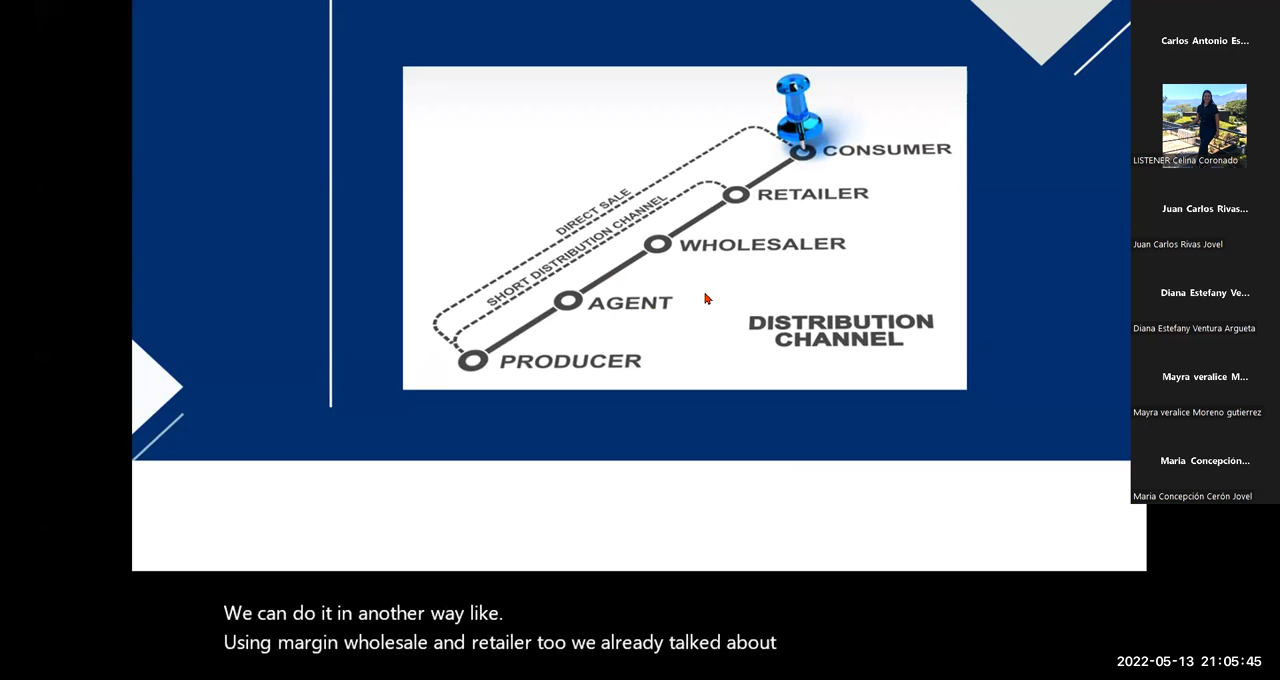 CONSUMER
RETAILER
DIRECT SALE
SHORT DISTRIBUTION CHANNEL
WHOLESALER
AGENT
DISTRIBUTION
CHANNEL
PRODUCER
Carlos Antonio Es...
LISTENER Celina Coronado
Juan Carlos Rivas...
Juan Carlos Rivas Jovel
Diana Estefany Ve...
Diana Estefany Ventura Argueta
Mayra veralice M...
Mayra veralice Moreno gutierrez
Maria Concepción...
Maria Concepción Cerón Jovel
We can do it in another way like.
Using margin wholesale and retailer too we already talked about
2022-05-13 21:05:45